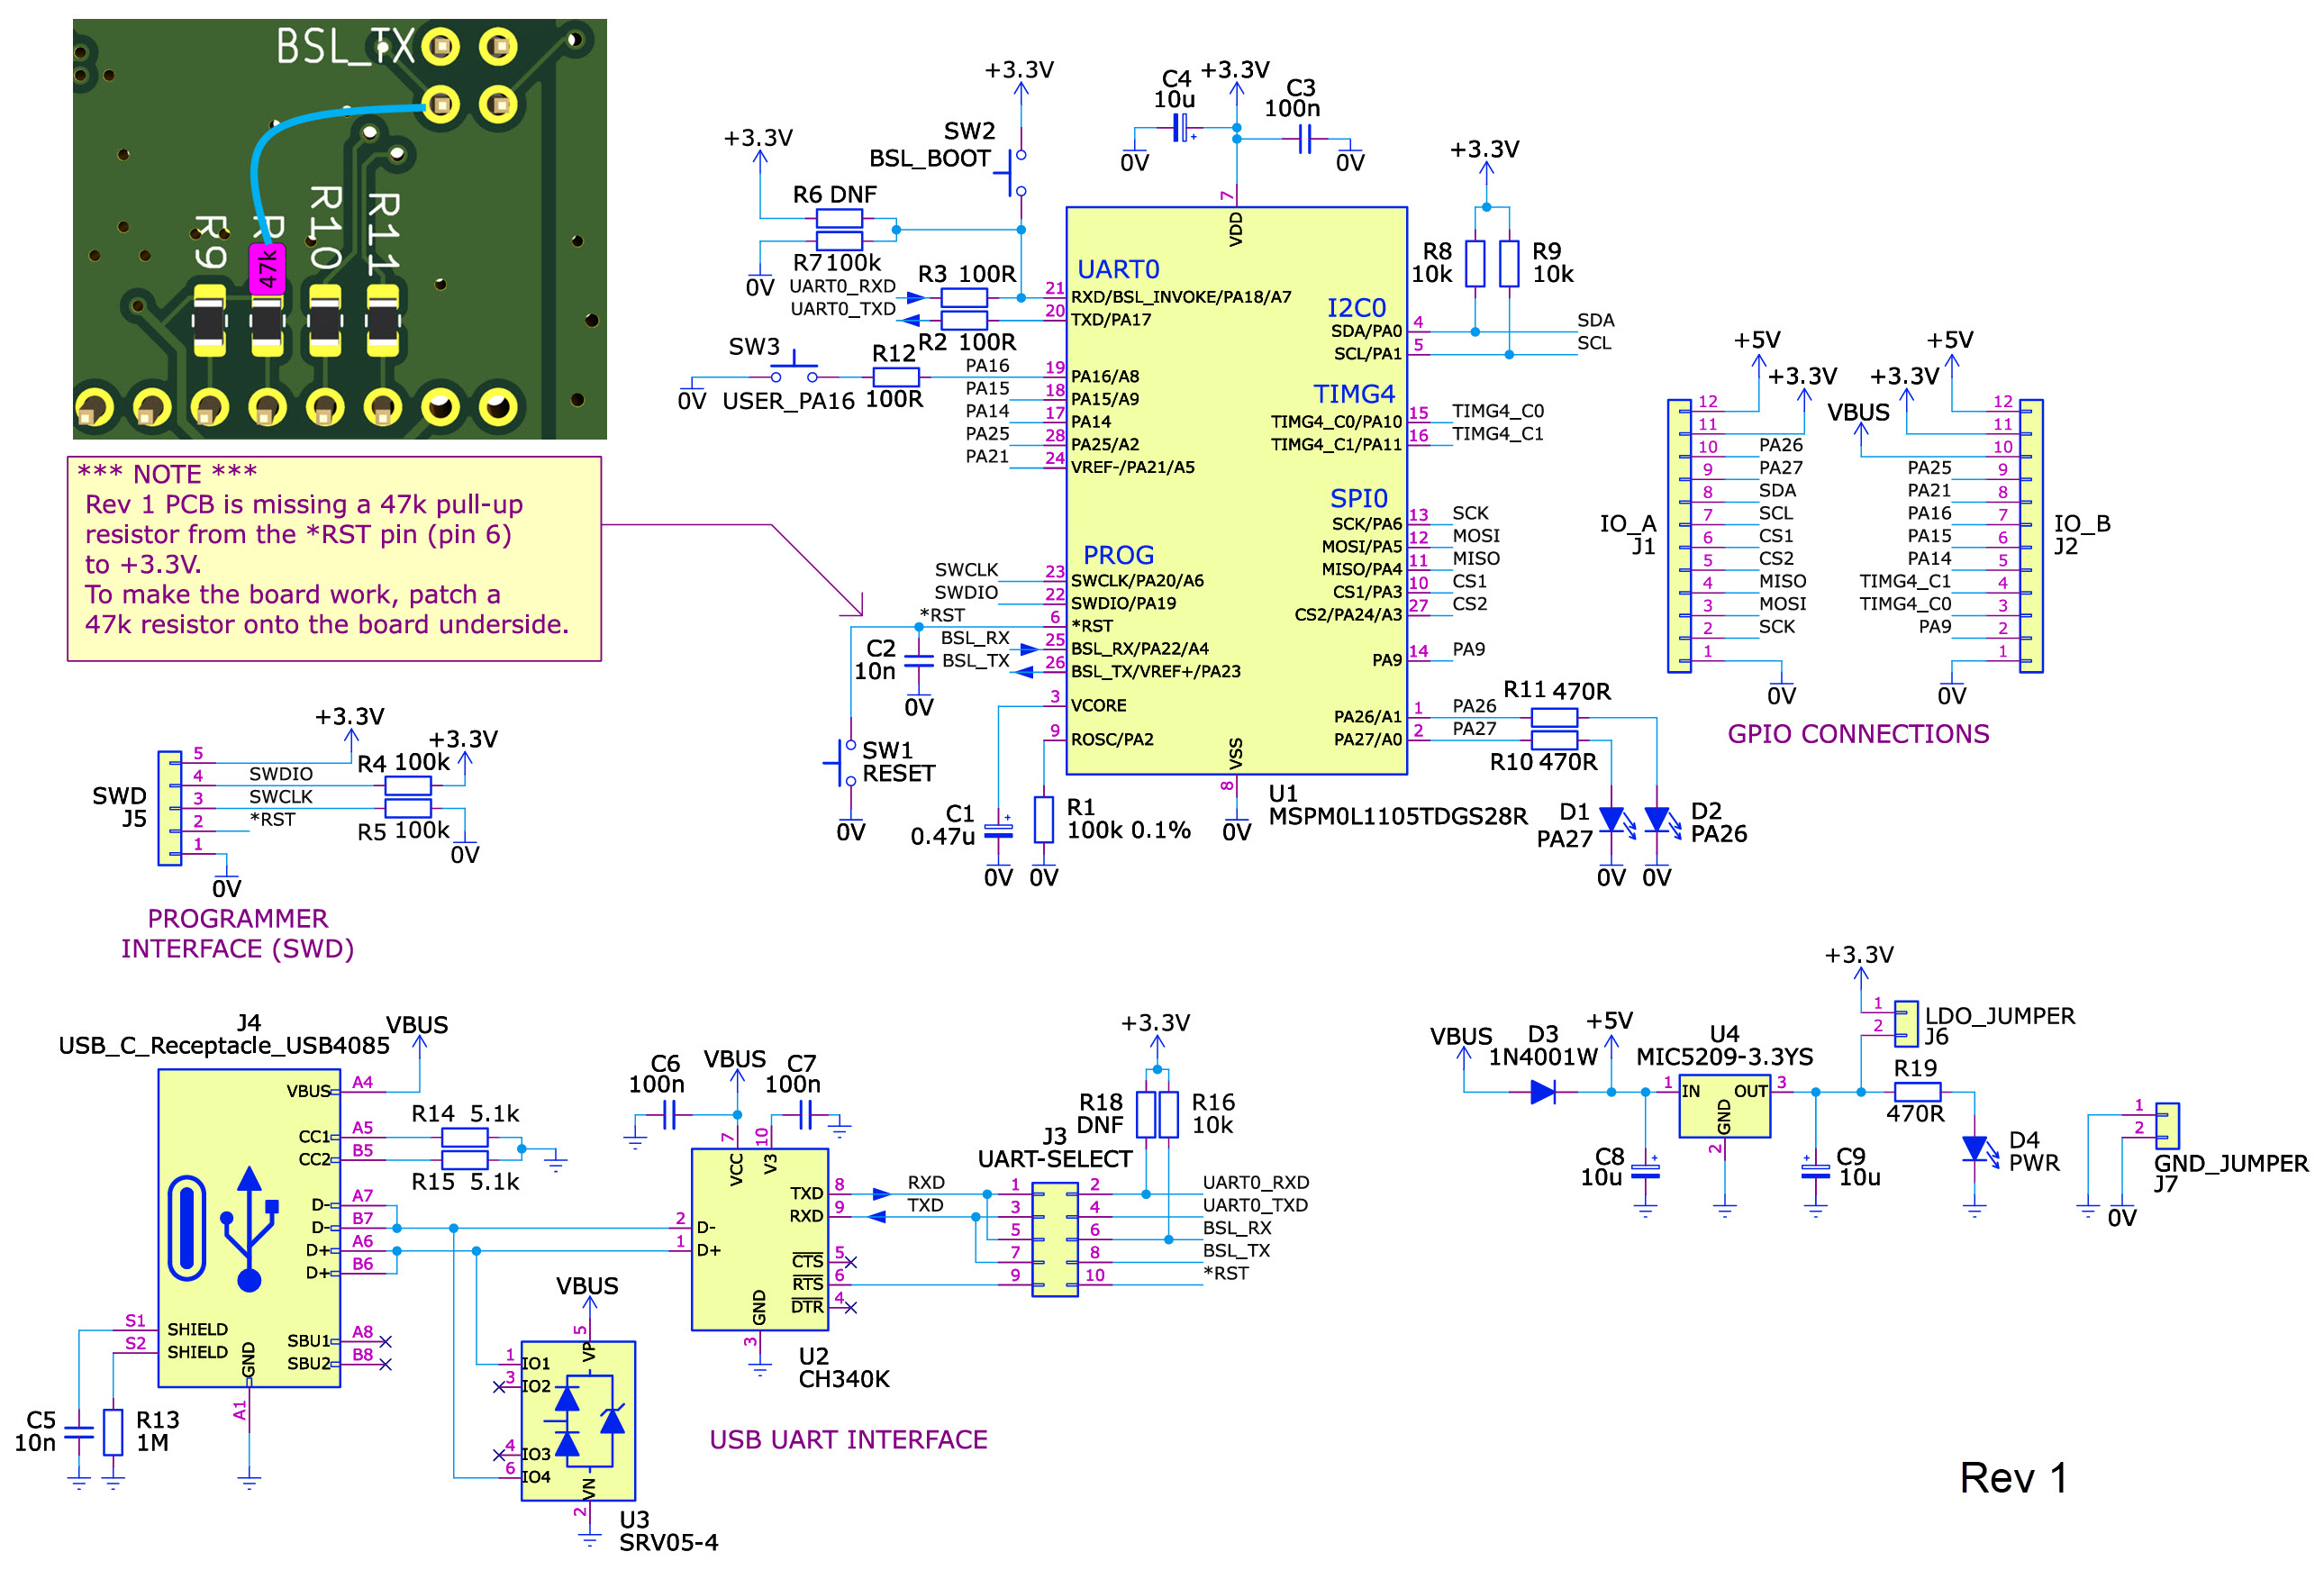 BSL_TX
R9
R
R10
R11
47k
*** NOTE ***
Rev 1 PCB is missing a 47k pull-up
resistor from the *RST pin (pin 6)
to +3.3V.
To make the board work, patch a
47k resistor onto the board underside.
+3.3V
SW2
BSL_BOOT
+3.3V
R6 DNF
R7 100k
0V
UART0_RXD
UART0_TXD
R3 100R
R2 100R
SW3
USER_PA16
0V
R12
100R
PA16
PA15
PA14
PA25
PA21
SWCLK
SWDIO
*RST
BSL_RX
BSL_TX
C2
10n
0V
SW1
RESET
0V
C1
0.47u
0V
R1
100k 0.1%
0V
C4
10u
0V
+3.3V
C3
100n
0V
7
VDD
UART0
21 RXD/BSL_INVOKE/PA18/A7
20 TXD/PA17
19 PA16/A8
18 PA15/A9
17 PA14
28 PA25/A2
24 VREF-/PA21/A5
PROG
23 SWCLK/PA20/A6
22 SWDIO/PA19
6 *RST
25 BSL_RX/PA22/A4
26 BSL_TX/VREF+/PA23
3 VCORE
9 ROSC/PA2
VSS
8
0V
U1
MSPM0L1105TDGS28R
I2C0
SDA/PA0 4 SDA
SCL/PA1 5 SCL
TIMG4
TIMG4_C0/PA10 15 TIMG4_C0
TIMG4_C1/PA11 16 TIMG4_C1
SPI0
SCK/PA6 13 SCK
MOSI/PA5 12 MOSI
MISO/PA4 11 MISO
CS1/PA3 10 CS1
CS2/PA24/A3 27 CS2
PA9 14 PA9
PA26/A1 1 PA26
PA27/A0 2 PA27
+3.3V
R8
10k
R9
10k
R11 470R
R10 470R
D1
PA27
D2
PA26
0V
0V
+5V
+3.3V
12
11
10 PA26
9 PA27
8 SDA
7 SCL
6 CS1
5 CS2
4 MISO
3 MOSI
2 SCK
1
0V
IO_A
J1
+5V
+3.3V
VBUS
12
11
10
PA25 9
PA21 8
PA16 7
PA15 6
PA14 5
TIMG4_C1 4
TIMG4_C0 3
PA9 2
1
0V
IO_B
J2
GPIO CONNECTIONS
+3.3V
+3.3V
5
4 SWDIO
3 SWCLK
2 *RST
1
0V
R4 100k
R5 100k
0V
SWD
J5
PROGRAMMER
INTERFACE (SWD)
J4
USB_C_Receptacle_USB4085
VBUS
VBUS A4
CC1 A5
CC2 B5
D- A7
D- B7
D+ A6
D+ B6
SBU1 A8
SBU2 B8
S1 SHIELD
S2 SHIELD
GND
A1
R14 5.1k
R15 5.1k
C5
10n
R13
1M
C6
100n
VBUS
C7
100n
7
VCC
10
V3
2 D-
1 D+
TXD 8
RXD 9
CTS 5
RTS 6
DTR 4
GND
3
U2
CH340K
RXD
TXD
VBUS
5
VP
1 IO1
3 IO2
4 IO3
6 IO4
VN
2
U3
SRV05-4
USB UART INTERFACE
+3.3V
R18
DNF
R16
10k
J3
UART-SELECT
1 2 UART0_RXD
3 4 UART0_TXD
5 6 BSL_RX
7 8 BSL_TX
9 10 *RST
VBUS
D3
1N4001W
+5V
U4
MIC5209-3.3YS
1 IN
OUT 3
GND
2
C8
10u
C9
10u
+3.3V
1
2
LDO_JUMPER
J6
R19
470R
D4
PWR
1
2
GND_JUMPER
J7
0V
Rev 1